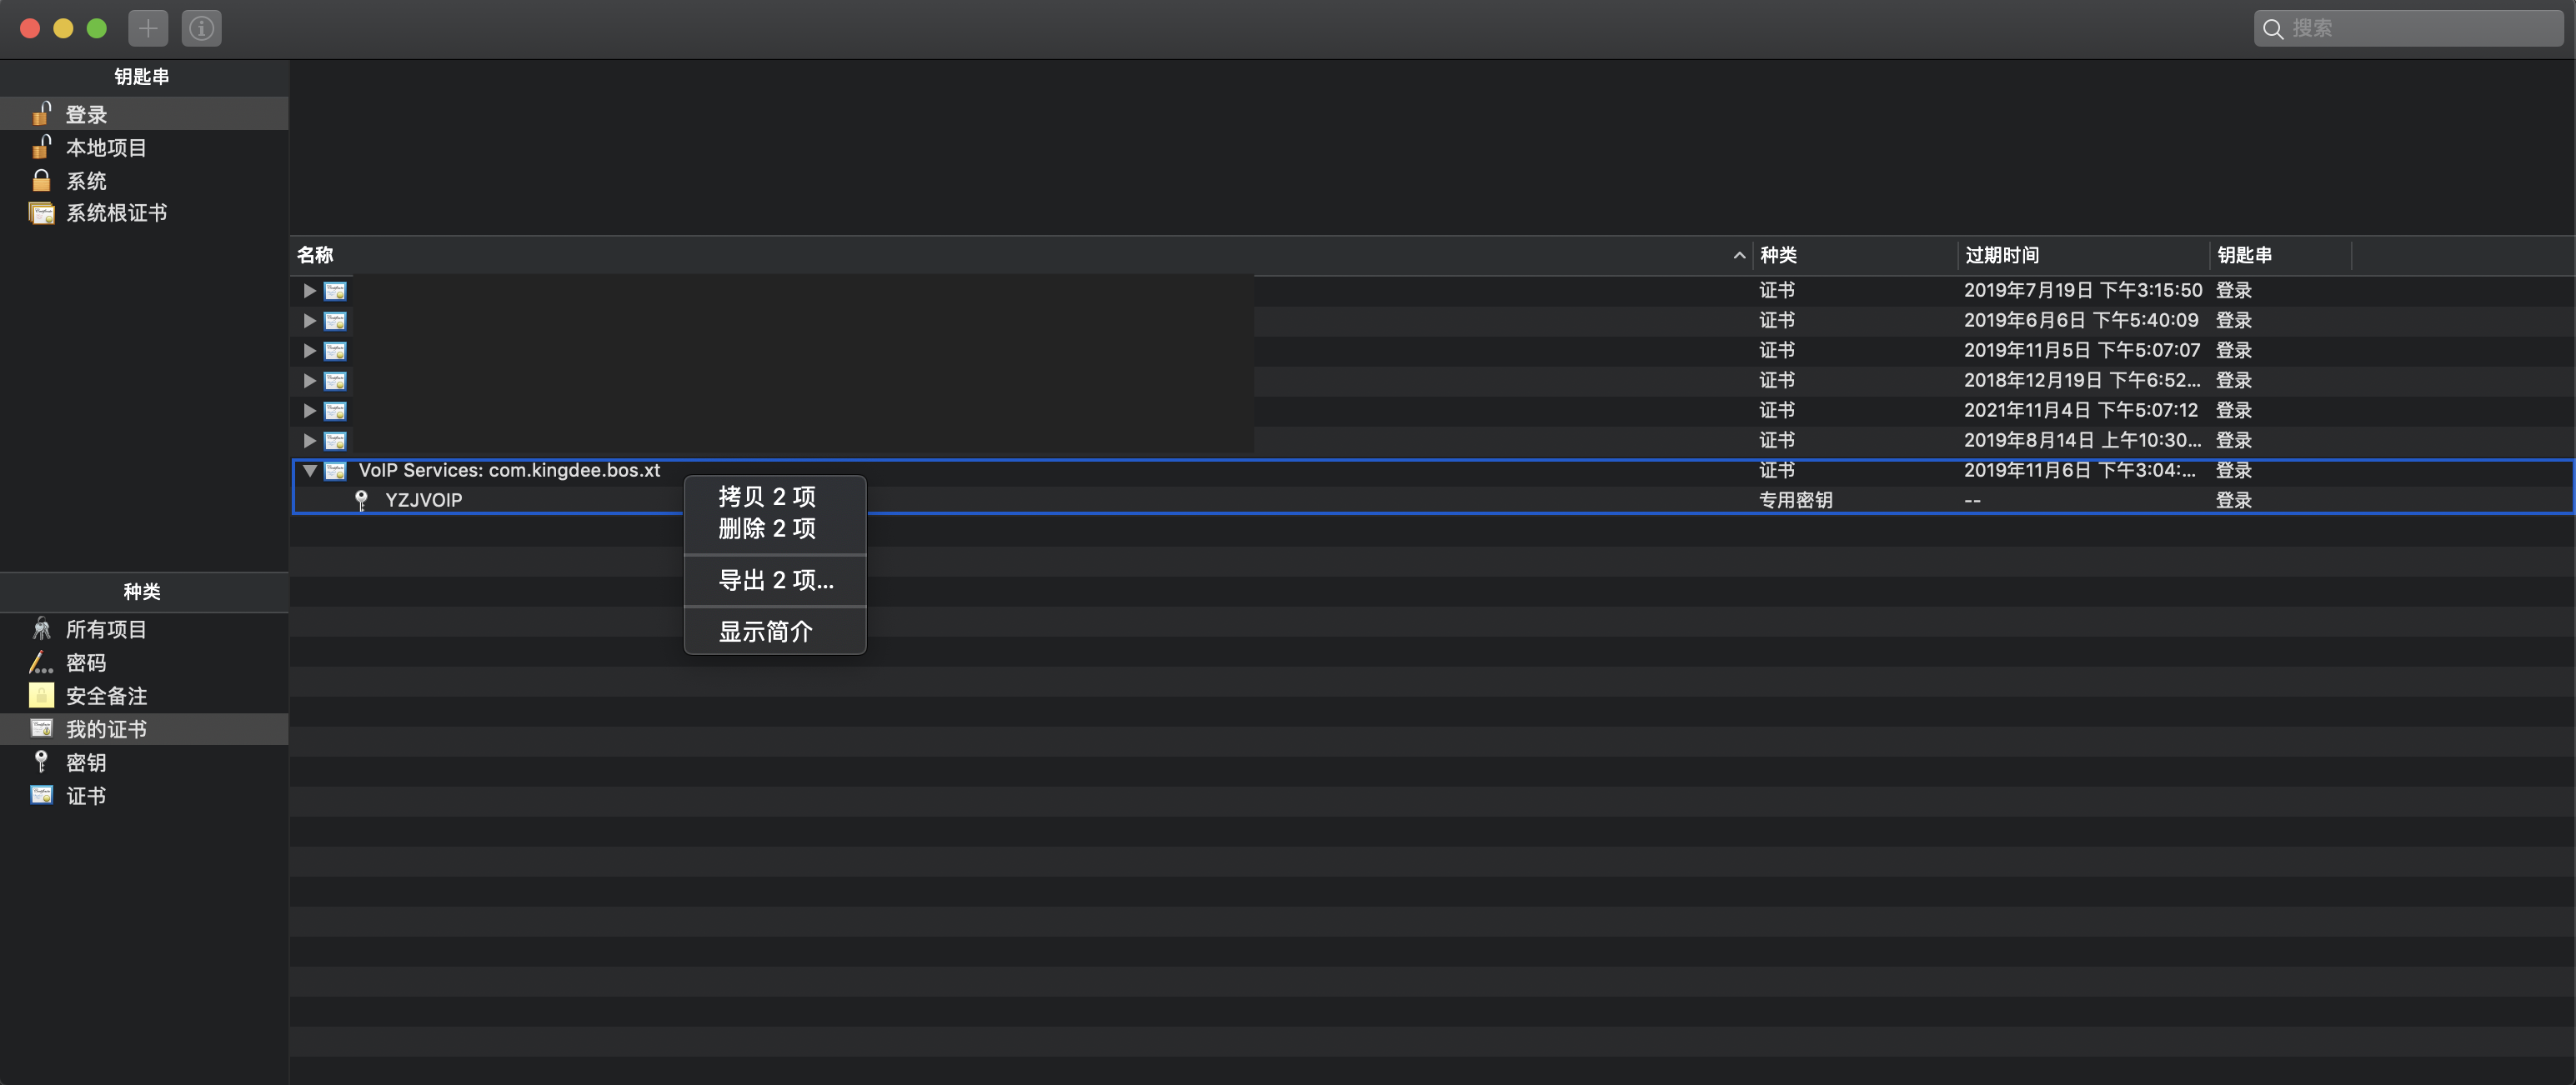 搜索
钥匙串
登录
本地项目
系统
系统根证书
名称 种类 过期时间 钥匙串
证书 2019年7月19日 下午3:15:50 登录
证书 2019年6月6日 下午5:40:09 登录
证书 2019年11月5日 下午5:07:07 登录
证书 2018年12月19日 下午6:52... 登录
证书 2021年11月4日 下午5:07:12 登录
证书 2019年8月14日 上午10:30... 登录
VoIP Services: com.kingdee.bos.xt 证书 2019年11月6日 下午3:04:... 登录
YZJVOIP 专用密钥 -- 登录
拷贝 2 项
删除 2 项
导出 2 项...
显示简介
种类
所有项目
密码
安全备注
我的证书
密钥
证书